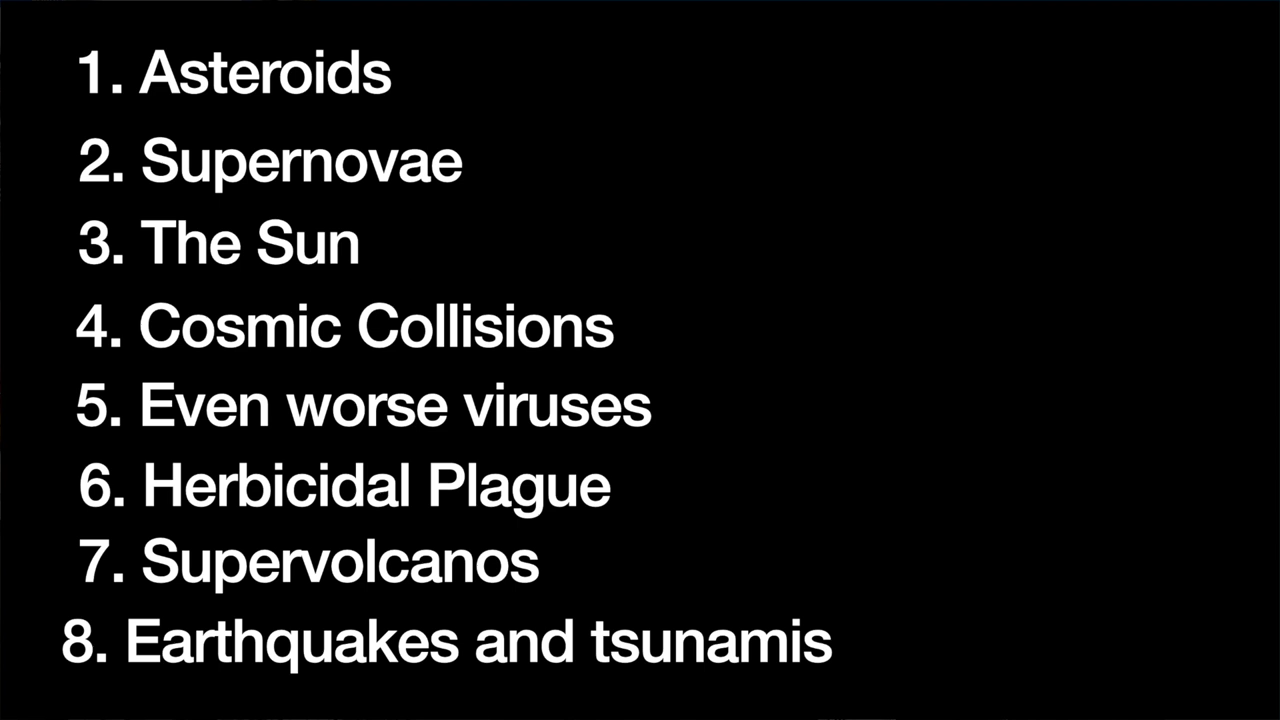 1. Asteroids
2. Supernovae
3. The Sun
4. Cosmic Collisions
5. Even worse viruses
6. Herbicidal Plague
7. Supervolcanos
8. Earthquakes and tsunamis